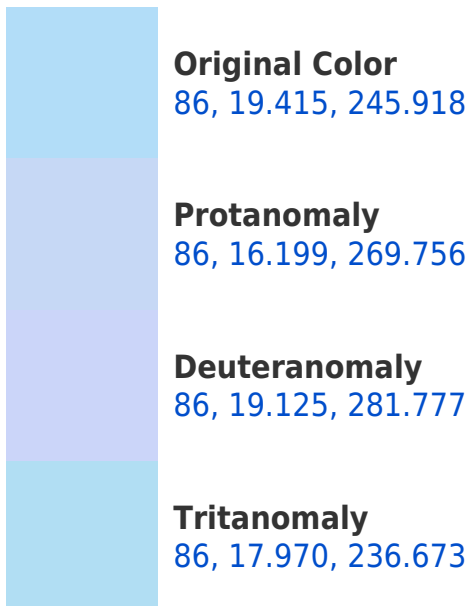 Original Color
86, 19.415, 245.918
Protanomaly
86, 16.199, 269.756
Deuteranomaly
86, 19.125, 281.777
Tritanomaly
86, 17.970, 236.673